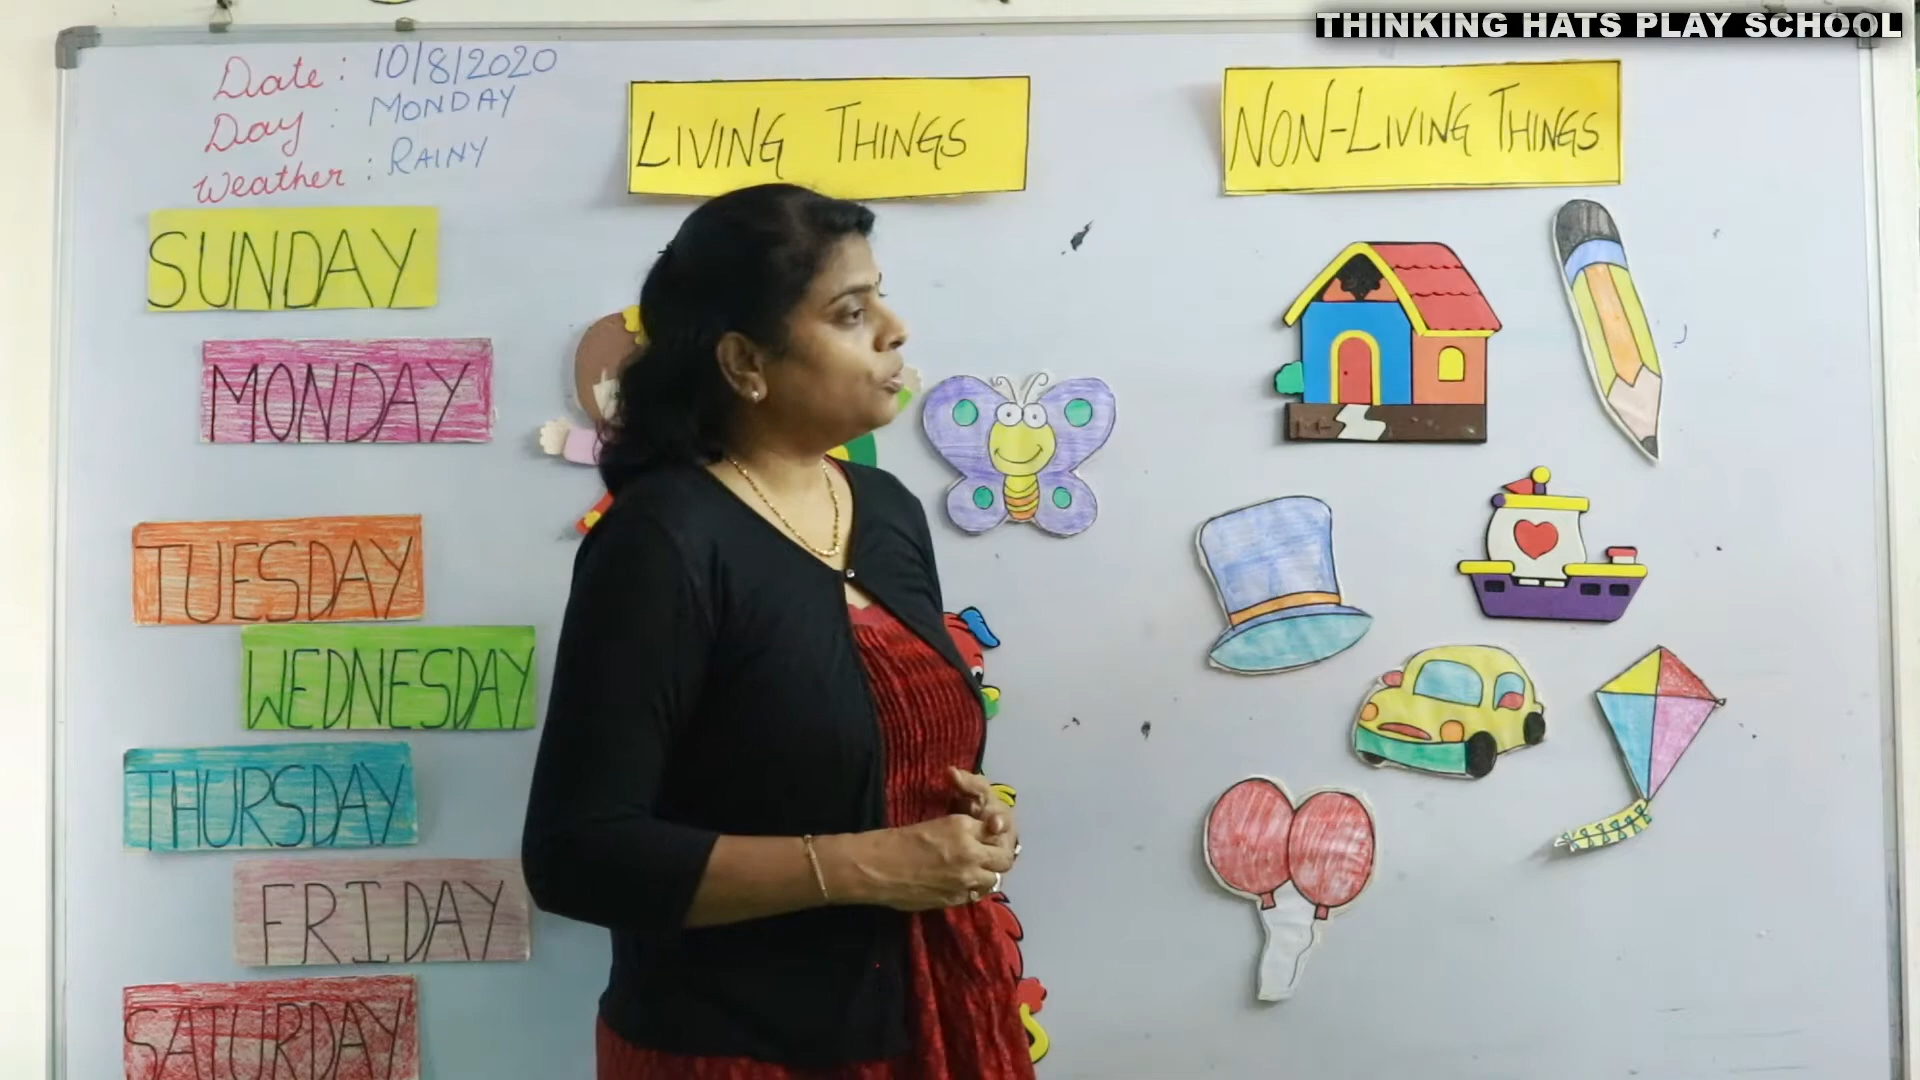 THINKING HATS PLAY SCHOOL
Date: 10/8/2020
Day: MONDAY
Weather: RAINY
LIVING THINGS
NON-LIVING THINGS
SUNDAY
MONDAY
TUESDAY
WEDNESDAY
THURSDAY
FRIDAY
SATURDAY